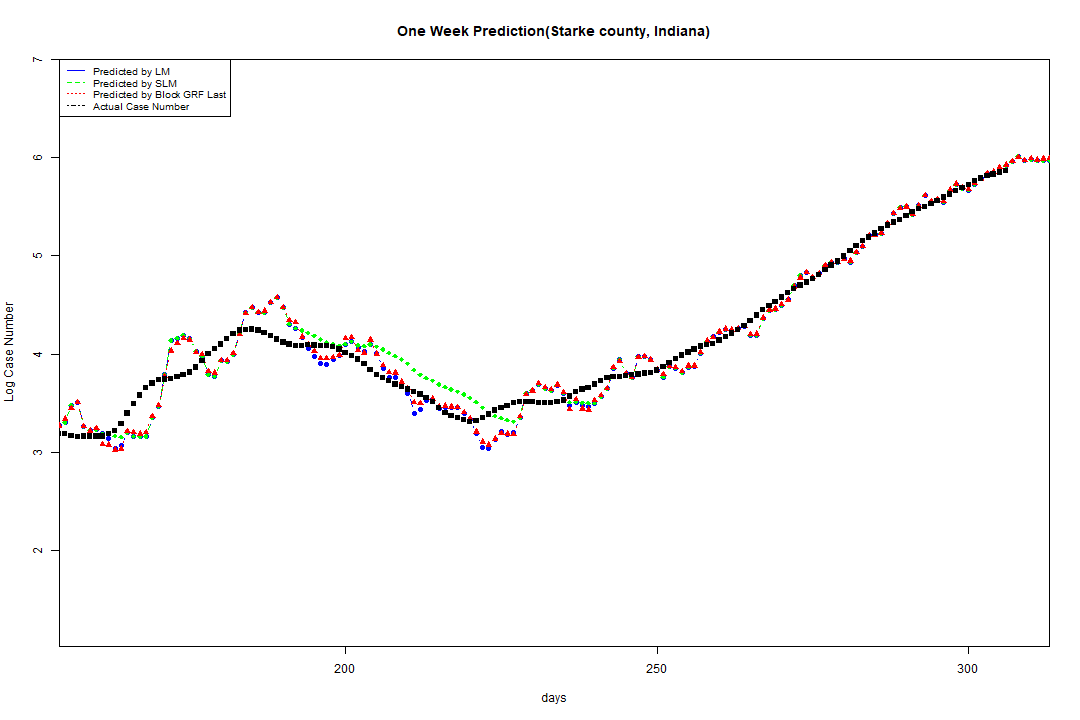 One Week Prediction(Starke county, Indiana)
Predicted by LM
Predicted by SLM
Predicted by Block GRF Last
Actual Case Number
7
6
5
4
3
2
Log Case Number
200 250 300
days